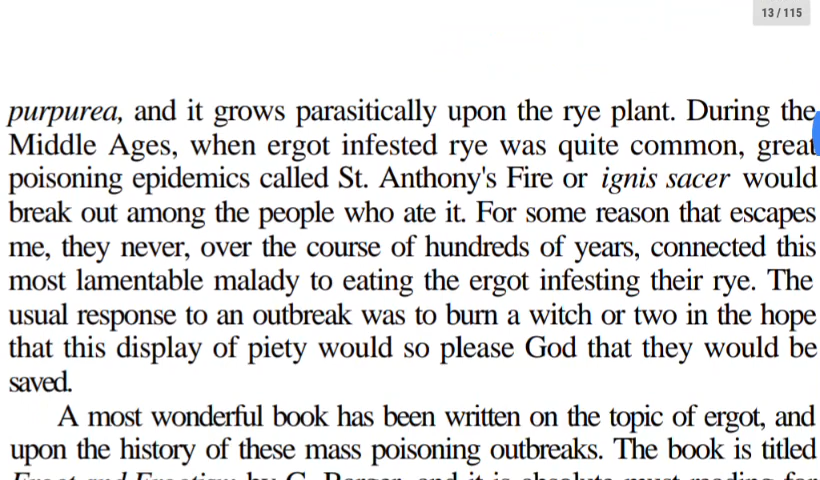 13 / 115
purpurea, and it grows parasitically upon the rye plant. During the
Middle Ages, when ergot infested rye was quite common, great
poisoning epidemics called St. Anthony's Fire or ignis sacer would
break out among the people who ate it. For some reason that escapes
me, they never, over the course of hundreds of years, connected this
most lamentable malady to eating the ergot infesting their rye. The
usual response to an outbreak was to burn a witch or two in the hope
that this display of piety would so please God that they would be
saved.
A most wonderful book has been written on the topic of ergot, and
upon the history of these mass poisoning outbreaks. The book is titled